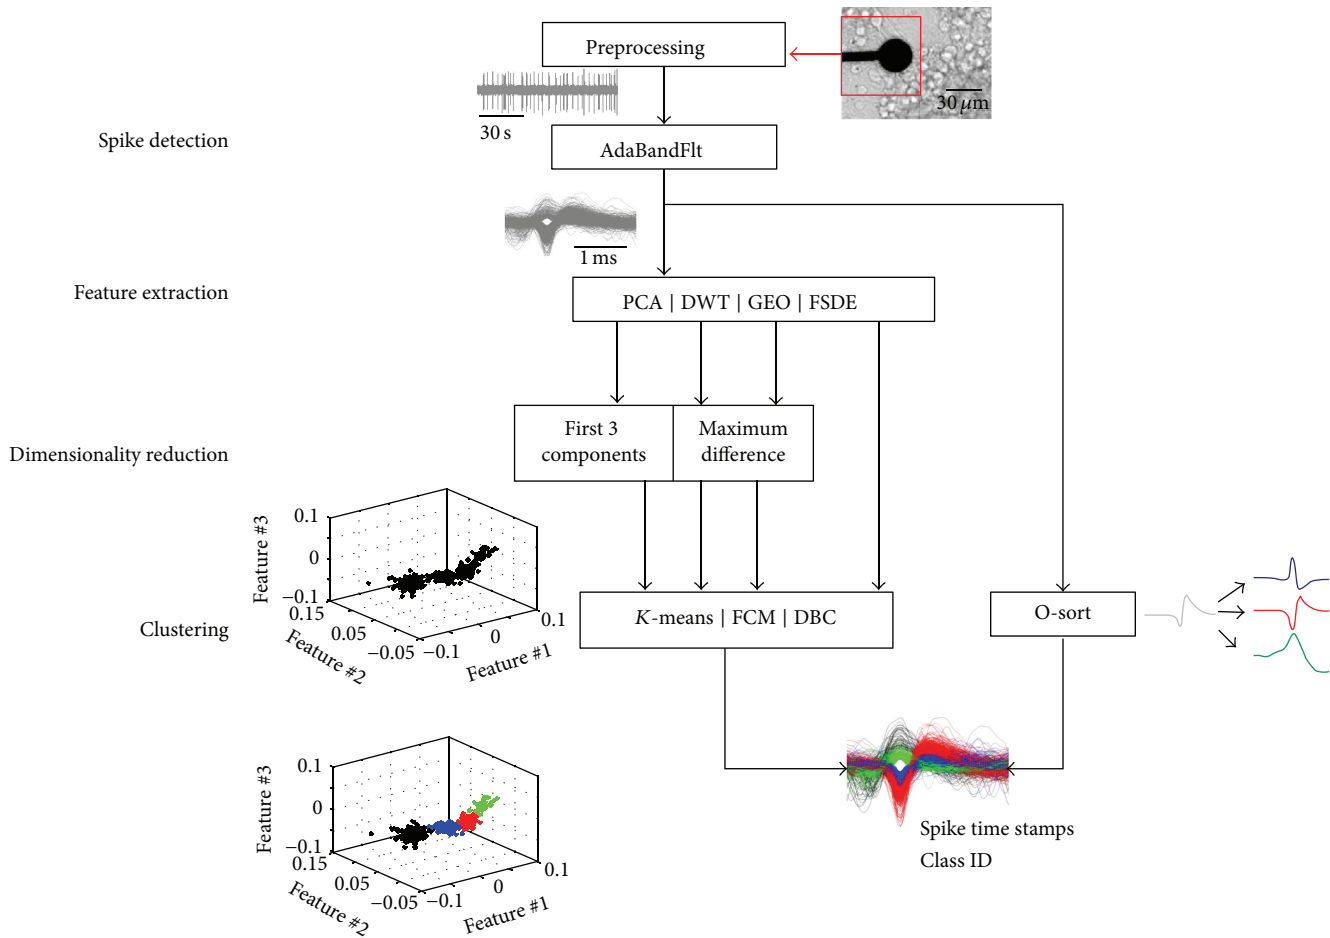 Preprocessing
30 μm
30 s
Spike detection
AdaBandFlt
1 ms
Feature extraction
PCA | DWT | GEO | FSDE
First 3
components
Maximum
difference
Dimensionality reduction
0.1
0
−0.1
Feature #3
0.15
0.05
−0.05
Feature #2
−0.1
0
0.1
Feature #1
Clustering
K-means | FCM | DBC
O-sort
0.1
0
−0.1
Feature #3
0.15
0.05
−0.05
Feature #2
−0.1
0
0.1
Feature #1
Spike time stamps
Class ID